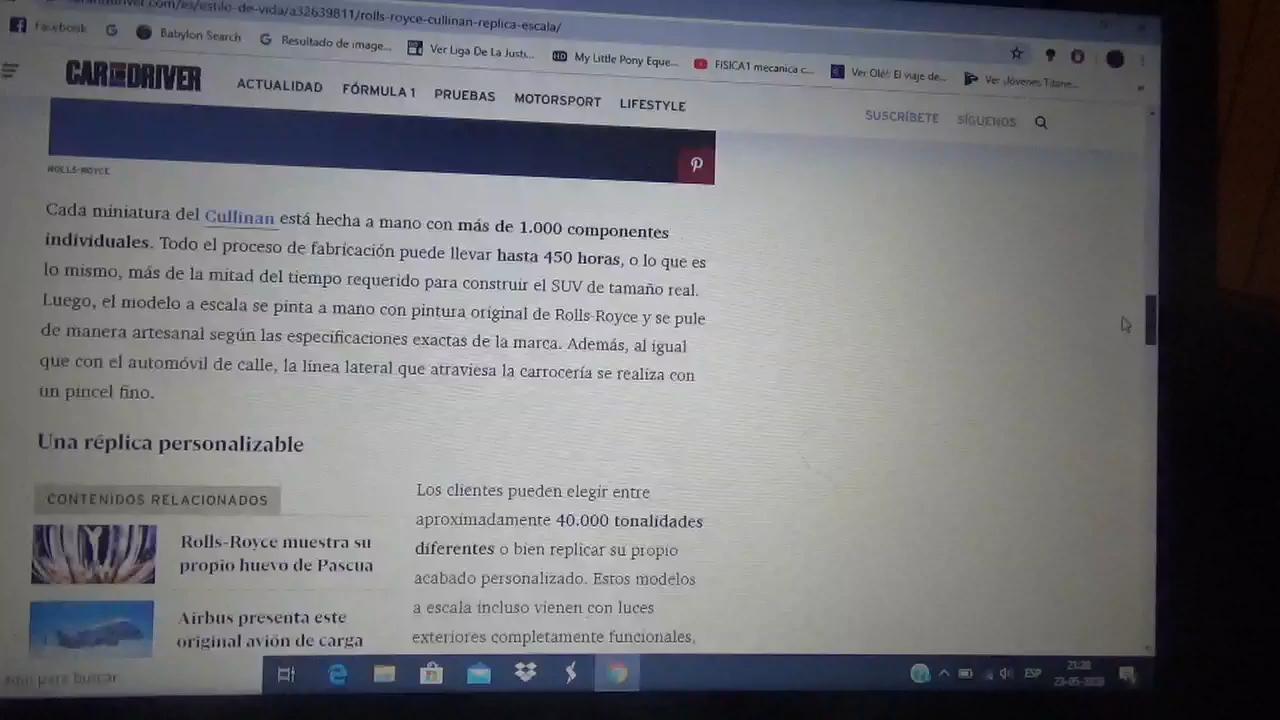 /es/estilo-de-vida/a32639811/rolls-royce-cullinan-replica-escala/
Facebook
Babylon Search
Resultado de image...
Ver Liga De La Justi...
My Little Pony Eque...
FISICA1 mecanica c...
Ver Olé!: El viaje de...
Ver Jóvenes Titane...
CAR AND DRIVER
ACTUALIDAD
FÓRMULA 1
PRUEBAS
MOTORSPORT
LIFESTYLE
SUSCRÍBETE
SÍGUENOS
ROLLS-ROYCE
Cada miniatura del Cullinan está hecha a mano con más de 1.000 componentes
individuales. Todo el proceso de fabricación puede llevar hasta 450 horas, o lo que es
lo mismo, más de la mitad del tiempo requerido para construir el SUV de tamaño real.
Luego, el modelo a escala se pinta a mano con pintura original de Rolls-Royce y se pule
de manera artesanal según las especificaciones exactas de la marca. Además, al igual
que con el automóvil de calle, la línea lateral que atraviesa la carrocería se realiza con
un pincel fino.
Una réplica personalizable
CONTENIDOS RELACIONADOS
Rolls-Royce muestra su
propio huevo de Pascua
Airbus presenta este
original avión de carga
Los clientes pueden elegir entre
aproximadamente 40.000 tonalidades
diferentes o bien replicar su propio
acabado personalizado. Estos modelos
a escala incluso vienen con luces
exteriores completamente funcionales,
aquí para buscar
ESP
21:28
23-05-2020